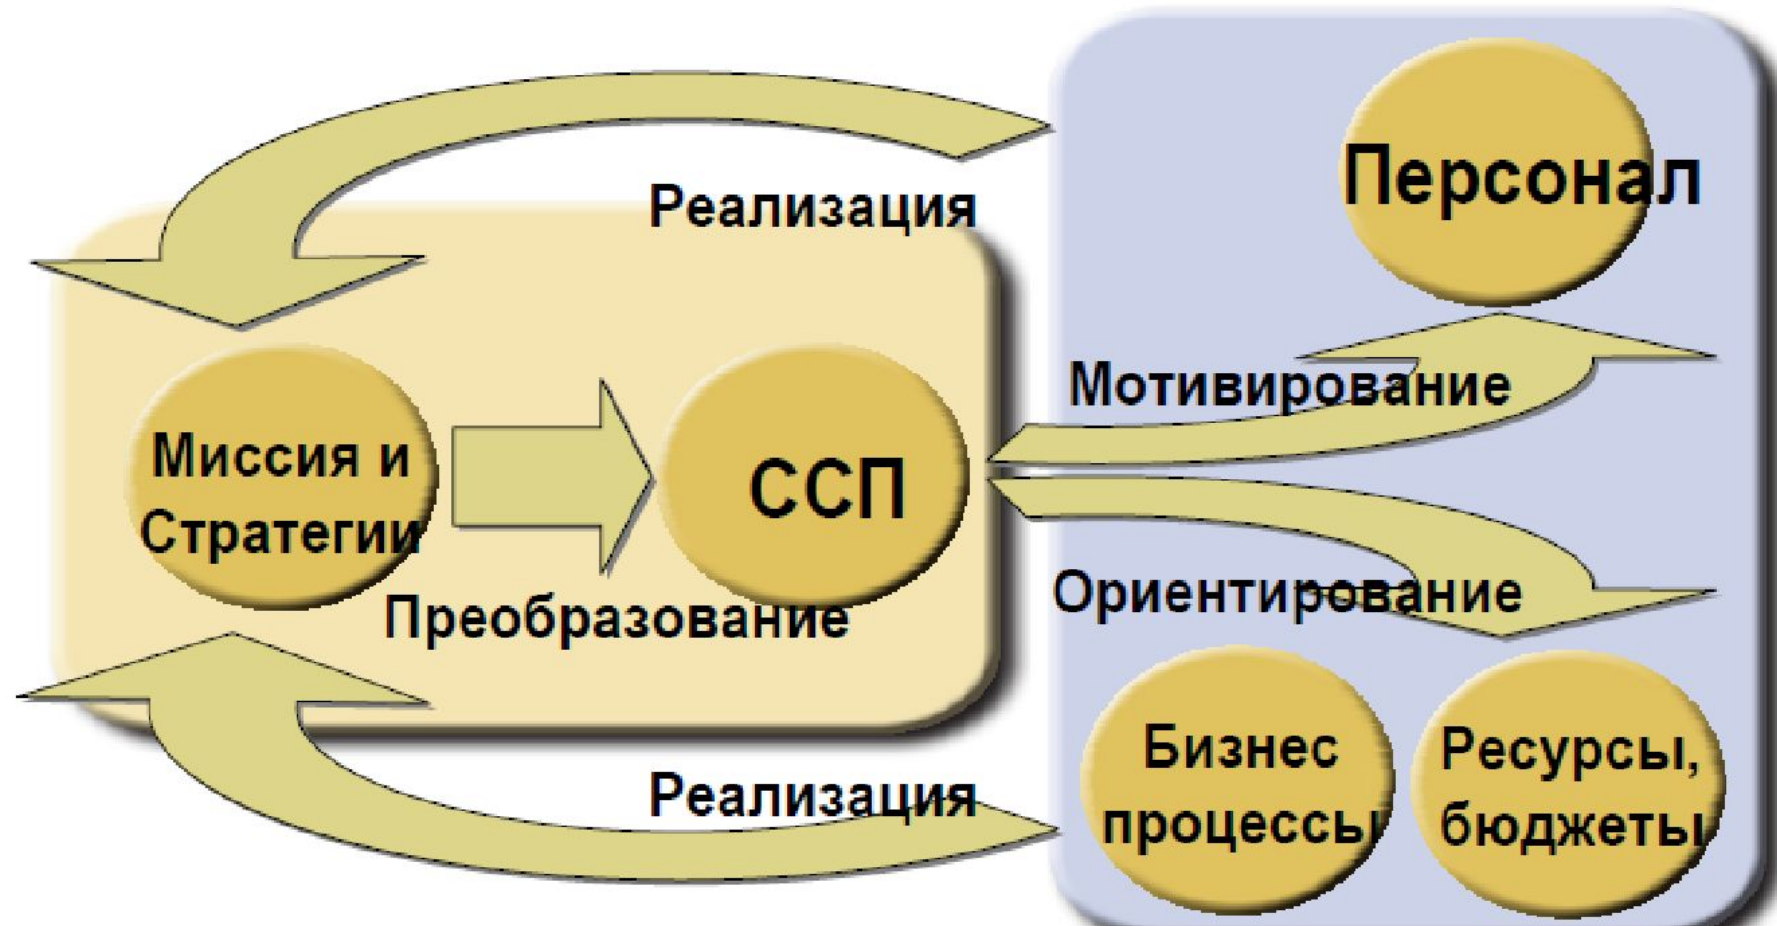 Реализация
Персонал
Мотивирование
Миссия и
Стратегии
ССП
Преобразование
Ориентирование
Реализация
Бизнес
процессы
Ресурсы,
бюджеты